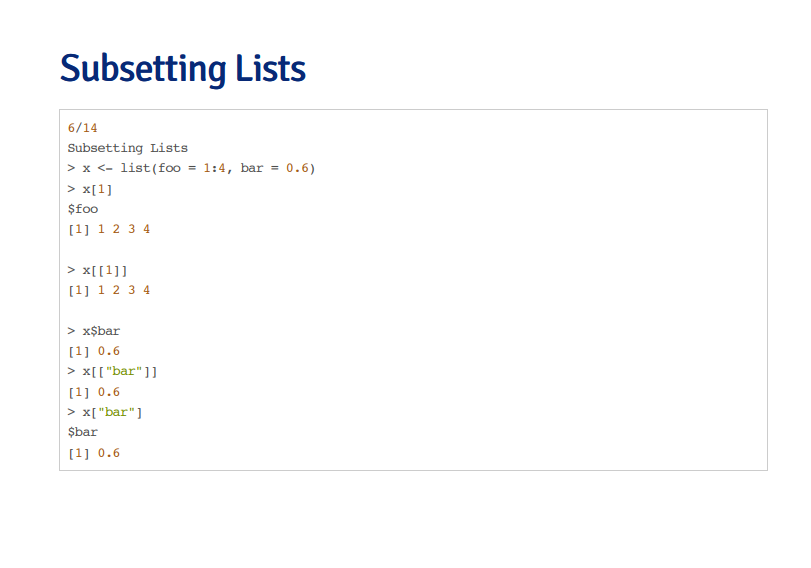 Subsetting Lists
6/14
Subsetting Lists
> x <- list(foo = 1:4, bar = 0.6)
> x[1]
$foo
[1] 1 2 3 4
> x[[1]]
[1] 1 2 3 4
> x$bar
[1] 0.6
> x[["bar"]]
[1] 0.6
> x["bar"]
$bar
[1] 0.6